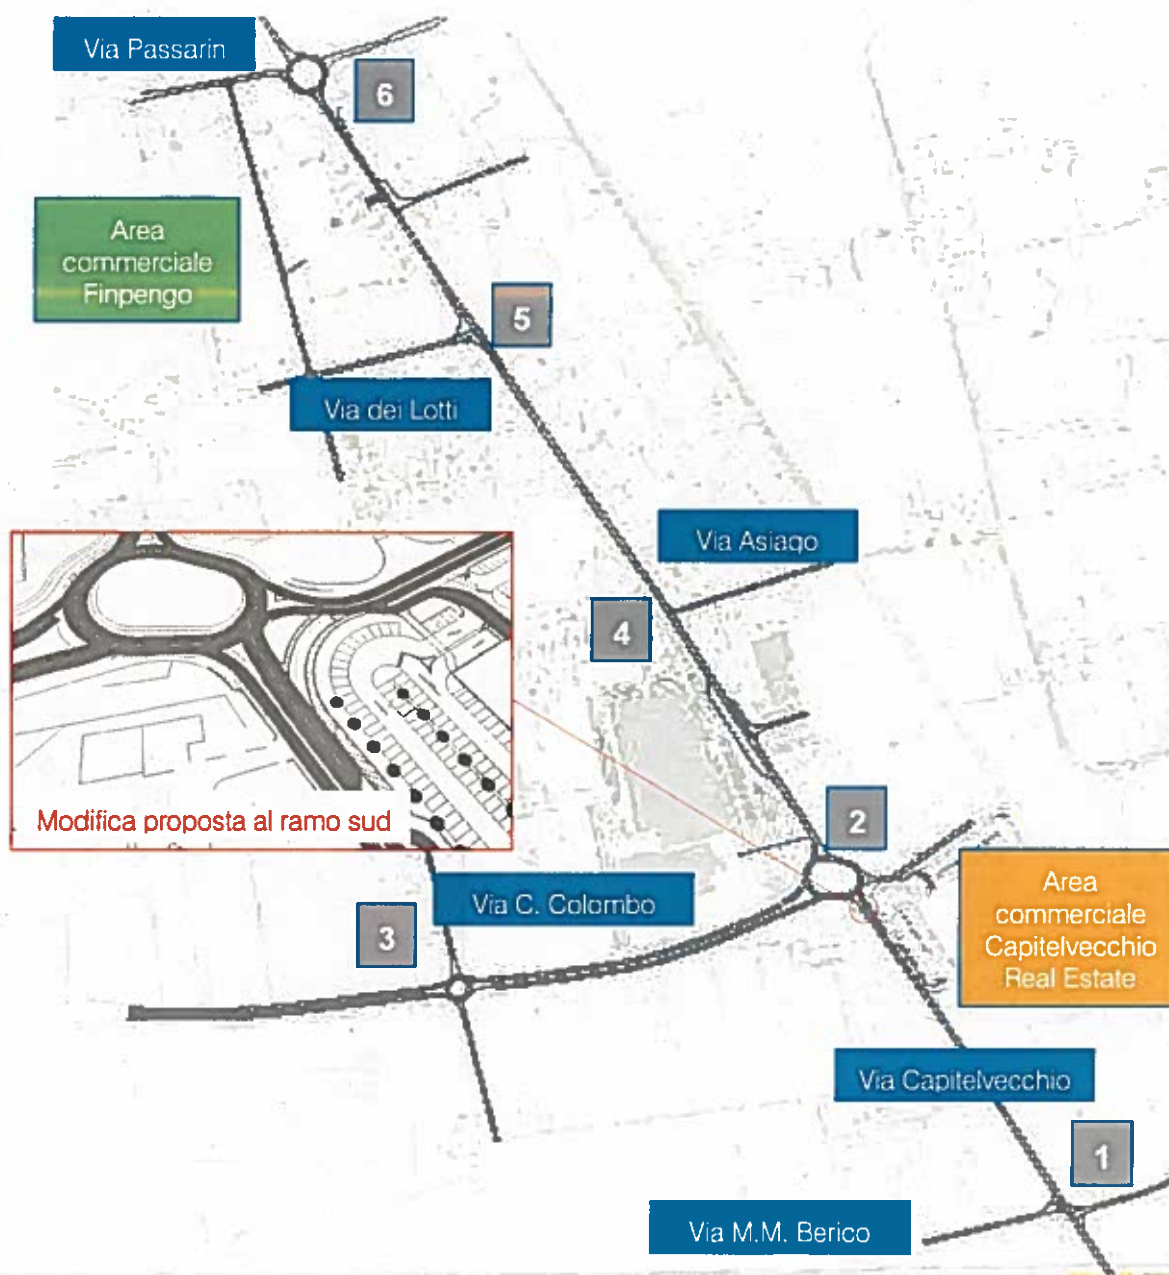 Via Passarin
6
Area
commerciale
Finpengo
5
Via dei Lotti
Via Asiago
4
Modifica proposta al ramo sud
2
Via C. Colombo
3
Area
commerciale
Capitelvecchio
Real Estate
Via Capitelvecchio
1
Via M.M. Berico